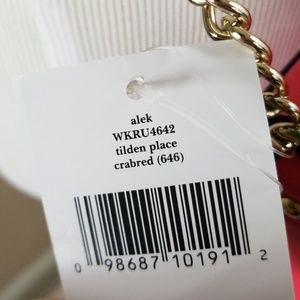 alek
WKRU4642
tilden place
crabred (646)
0 98687 10191 2